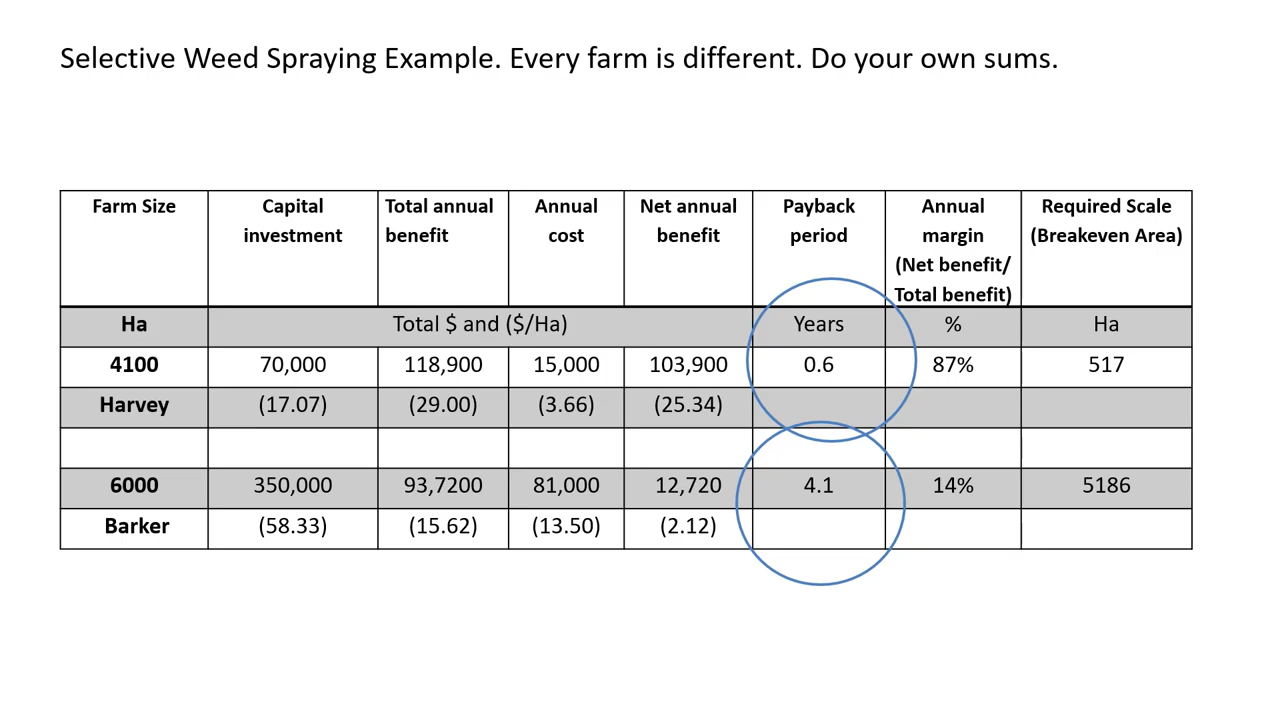 Selective Weed Spraying Example. Every farm is different. Do your own sums.
Farm Size Capital investment Total annual benefit Annual cost Net annual benefit Payback period Annual margin (Net benefit/ Total benefit) Required Scale (Breakeven Area)
Ha Total $ and ($/Ha) Years % Ha
4100 70,000 118,900 15,000 103,900 0.6 87% 517
Harvey (17.07) (29.00) (3.66) (25.34)
6000 350,000 93,7200 81,000 12,720 4.1 14% 5186
Barker (58.33) (15.62) (13.50) (2.12)